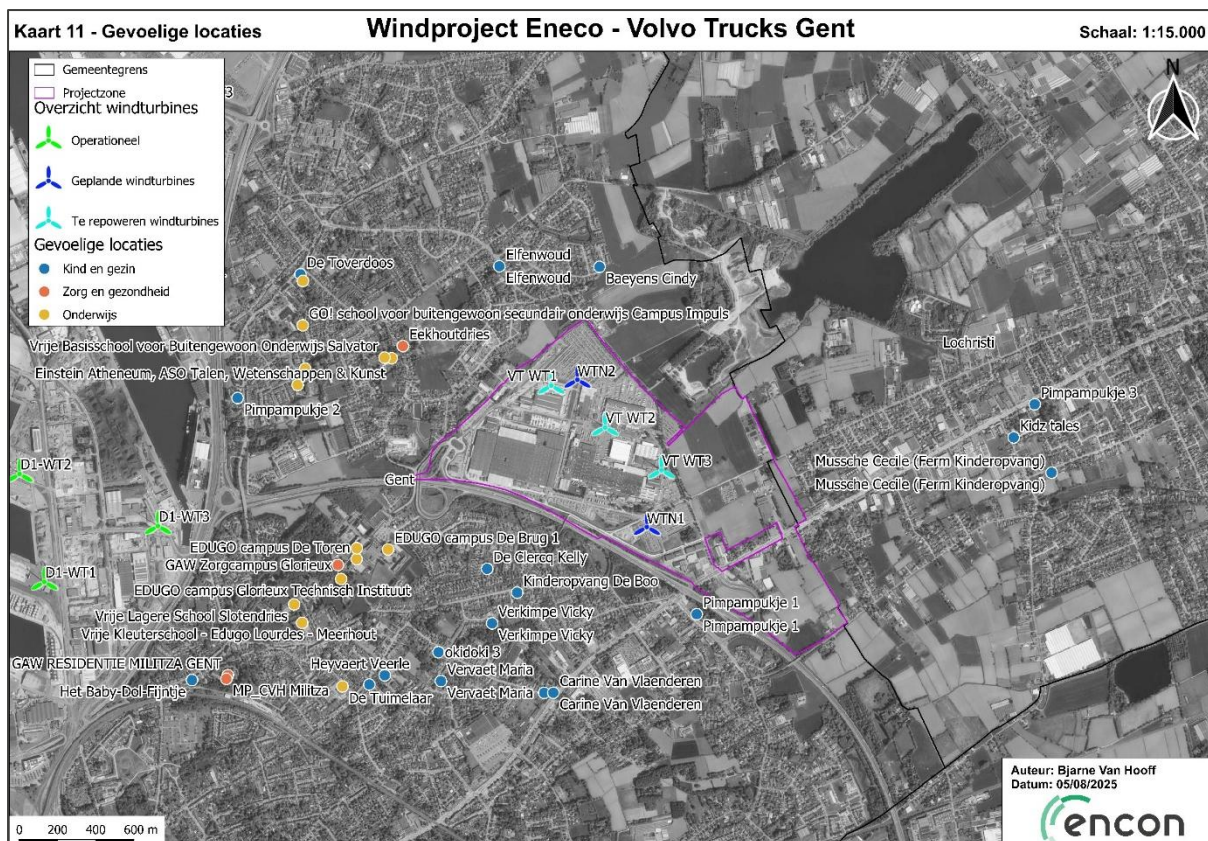 Kaart 11 - Gevoelige locaties
Windproject Eneco - Volvo Trucks Gent
Schaal: 1:15.000
Gemeentegrens
Projectzone
Overzicht windturbines
Operationeel
Geplande windturbines
Te repoweren windturbines
Gevoelige locaties
Kind en gezin
Zorg en gezondheid
Onderwijs
N
De Toverdoos
Elfenwoud
Elfenwoud
Baeyens Cindy
GO! school voor buitengewoon secundair onderwijs Campus Impuls
Eekhoutdries
Vrije Basisschool voor Buitengewoon Onderwijs Salvator
Einstein Atheneum, ASO Talen, Wetenschappen & Kunst
Pimpampukje 2
VT WT1
WTN2
VT WT2
VT WT3
WTN1
Lochristi
Pimpampukje 3
Kidz tales
Mussche Cecile (Ferm Kinderopvang)
Mussche Cecile (Ferm Kinderopvang)
Gent
D1-WT2
D1-WT3
D1-WT1
EDUGO campus De Toren
EDUGO campus De Brug 1
GAW Zorgcampus Glorieux
EDUGO campus Glorieux Technisch Instituut
De Clercq Kelly
Kinderopvang De Boo
Vrije Lagere School Slotendries
Vrije Kleuterschool - Edugo Lourdes - Meerhout
Verkimpe Vicky
Verkimpe Vicky
Pimpampukje 1
Pimpampukje 1
okidoki 3
GAW RESIDENTIE MILITZA GENT
Heyvaert Veerle
Vervaet Maria
Het Baby-Dol-Fijntje
MP_CVH Militza
De Tuimelaar
Vervaet Maria
Carine Van Vlaenderen
Carine Van Vlaenderen
Auteur: Bjarne Van Hooff
Datum: 05/08/2025
encon
0 200 400 600 m